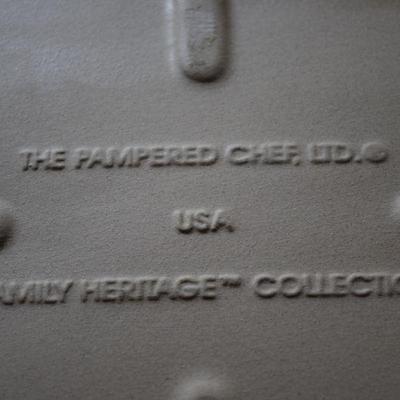 THE PAMPERED CHEF, LTD.®
USA
AMILY HERITAGE™ COLLECTIO